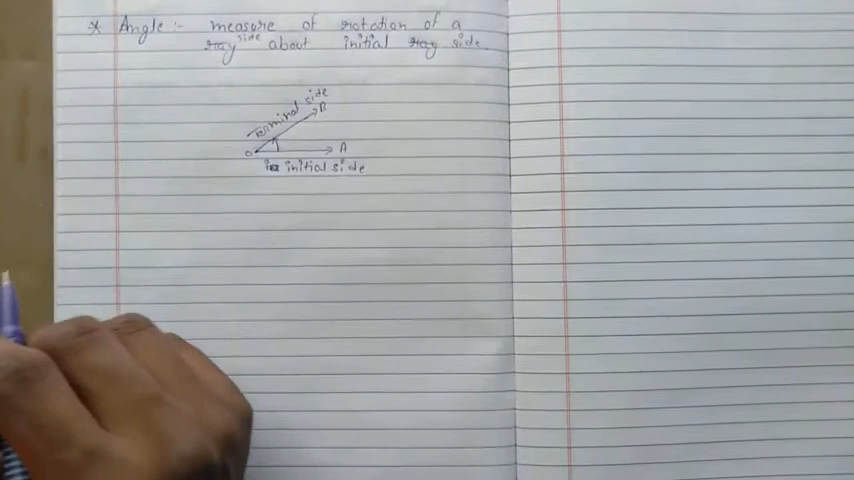 * Angle :- measure of rotation of a
ray side about initial ray side
Terminal side
B
O
A
initial side